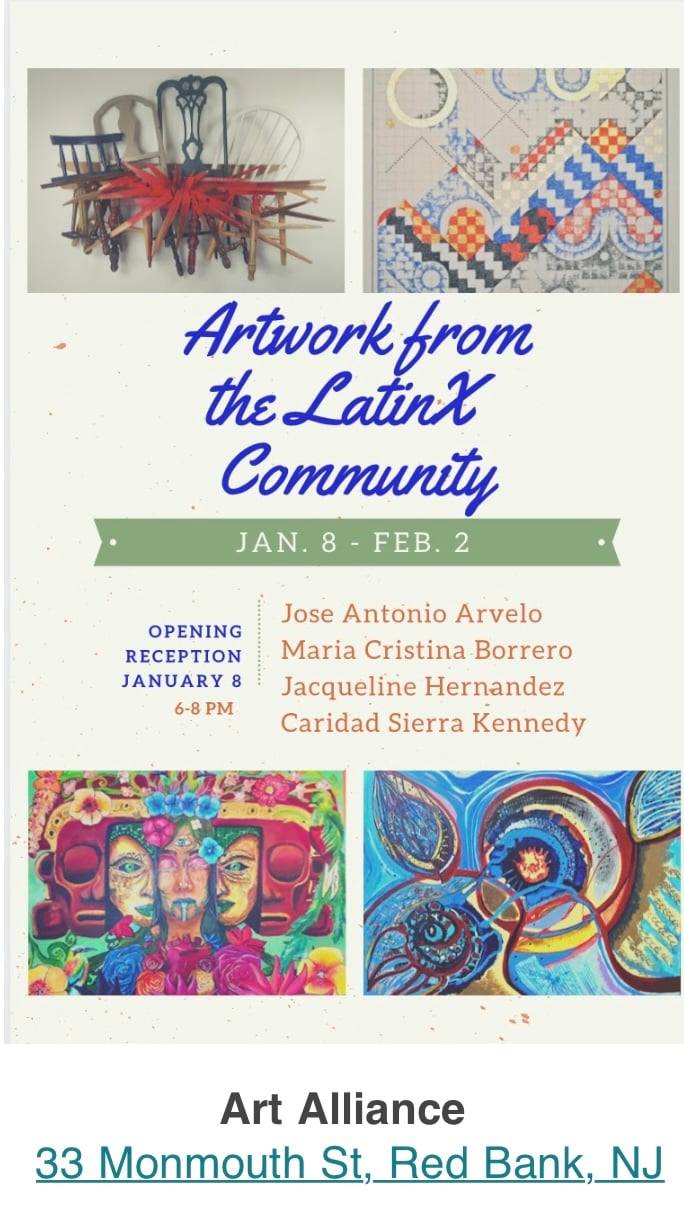 Artwork from
the LatinX
Community
JAN. 8 - FEB. 2
OPENING
RECEPTION
JANUARY 8
6-8 PM
Jose Antonio Arvelo
Maria Cristina Borrero
Jacqueline Hernandez
Caridad Sierra Kennedy
Art Alliance
33 Monmouth St, Red Bank, NJ